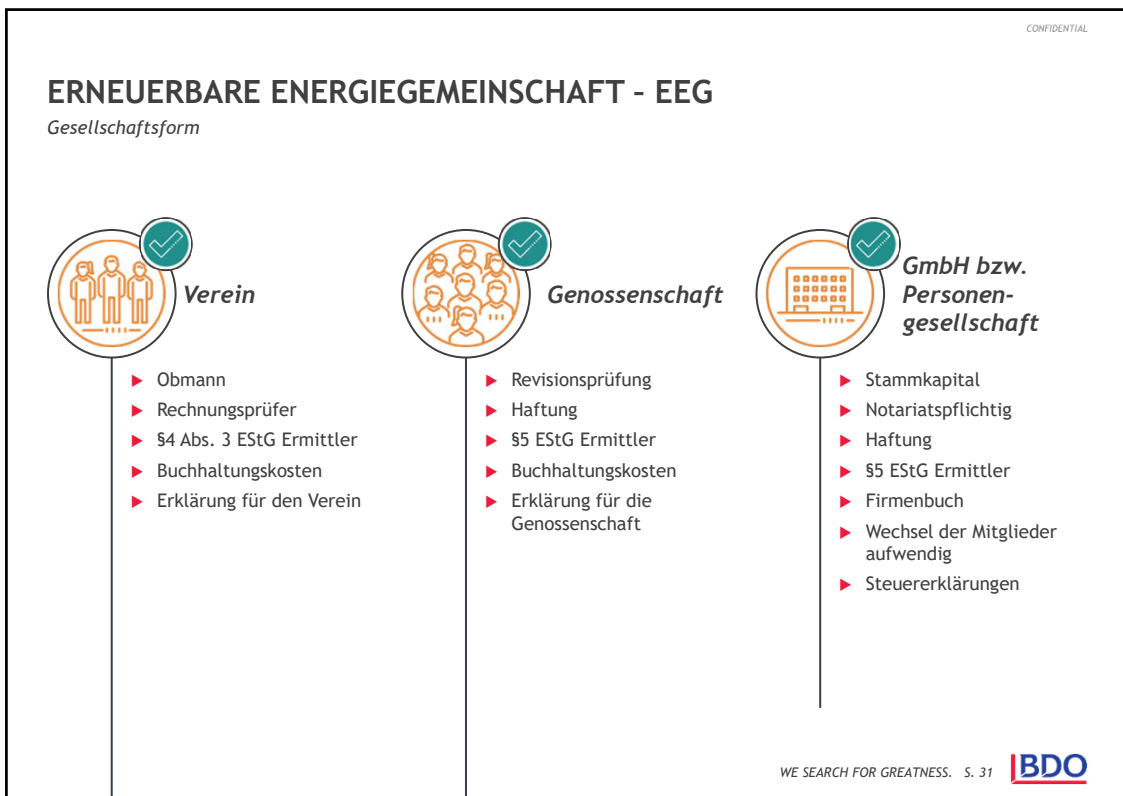 CONFIDENTIAL
ERNEUERBARE ENERGIEGEMEINSCHAFT - EEG
Gesellschaftsform
Verein
Obmann
Rechnungsprüfer
§4 Abs. 3 EStG Ermittler
Buchhaltungskosten
Erklärung für den Verein
Genossenschaft
Revisionsprüfung
Haftung
§5 EStG Ermittler
Buchhaltungskosten
Erklärung für die
Genossenschaft
GmbH bzw.
Personen-
gesellschaft
Stammkapital
Notariatspflichtig
Haftung
§5 EStG Ermittler
Firmenbuch
Wechsel der Mitglieder
aufwendig
Steuererklärungen
WE SEARCH FOR GREATNESS. S. 31
BDO